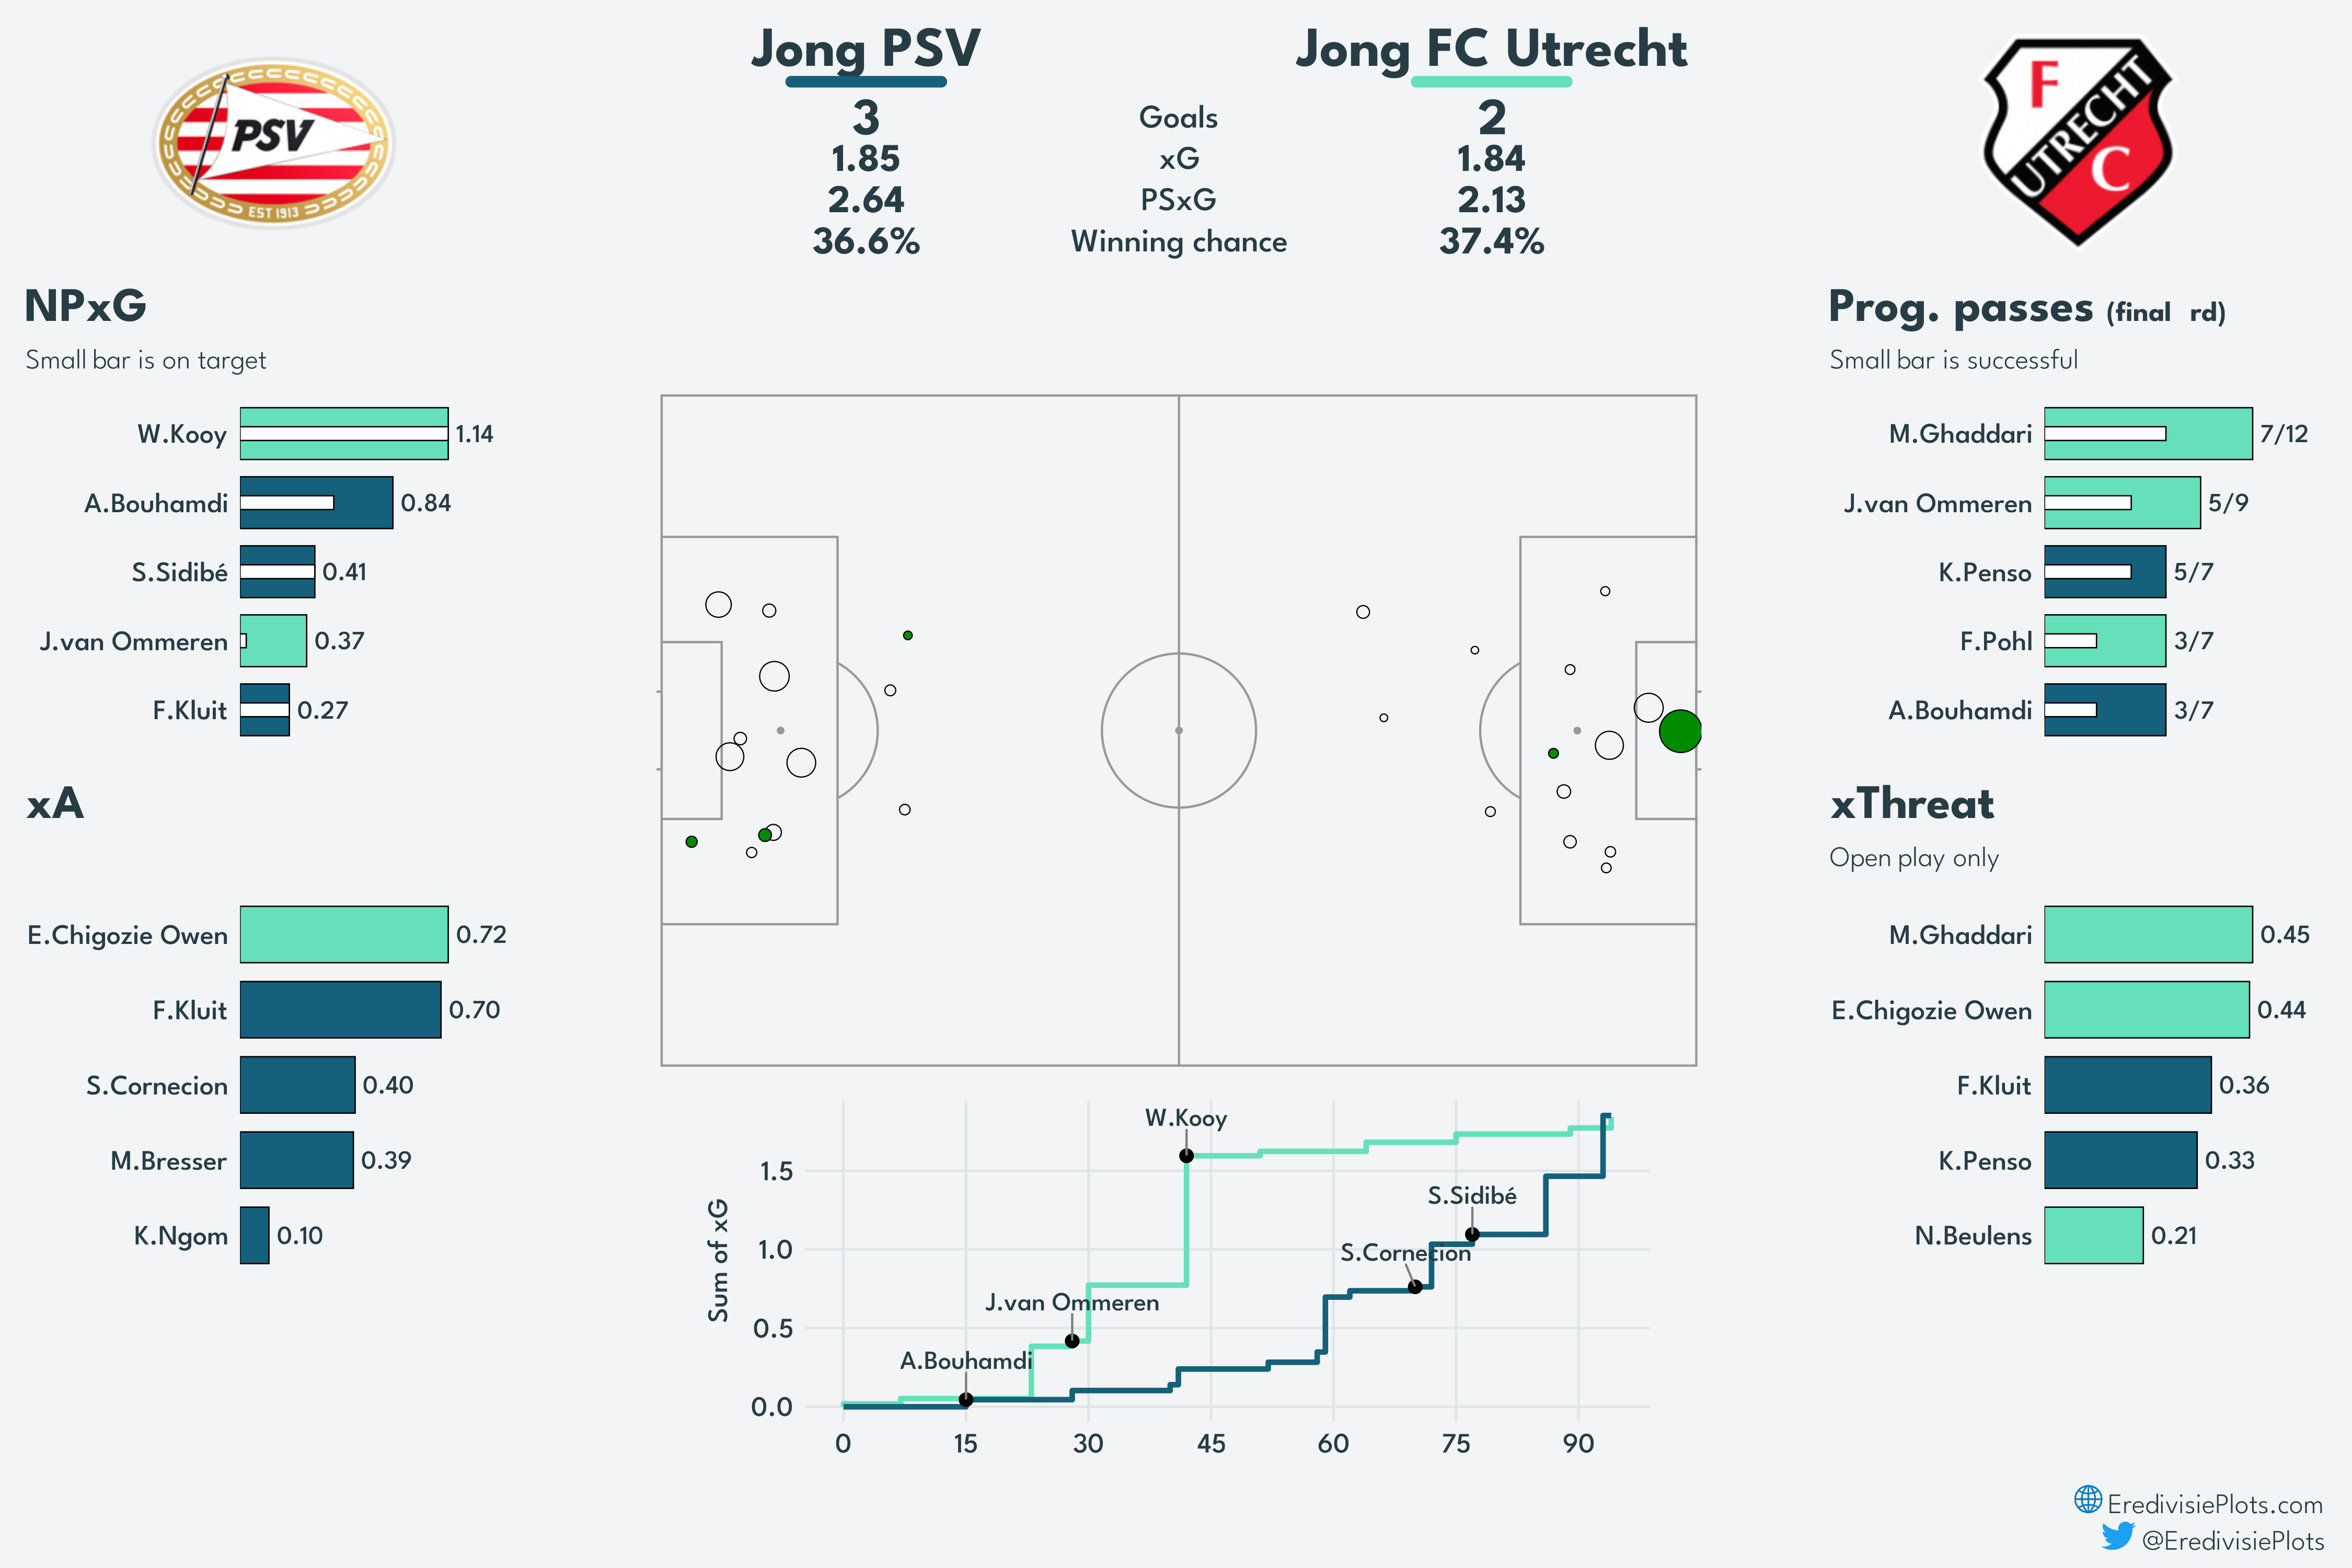 Jong PSV
Jong FC Utrecht
PSV
EST 1913
F
UTRECHT
C
3 Goals 2
1.85 xG 1.84
2.64 PSxG 2.13
36.6% Winning chance 37.4%
NPxG
Small bar is on target
W.Kooy 1.14
A.Bouhamdi 0.84
S.Sidibé 0.41
J.van Ommeren 0.37
F.Kluit 0.27
Prog. passes (final rd)
Small bar is successful
M.Ghaddari 7/12
J.van Ommeren 5/9
K.Penso 5/7
F.Pohl 3/7
A.Bouhamdi 3/7
xA
E.Chigozie Owen 0.72
F.Kluit 0.70
S.Cornecion 0.40
M.Bresser 0.39
K.Ngom 0.10
xThreat
Open play only
M.Ghaddari 0.45
E.Chigozie Owen 0.44
F.Kluit 0.36
K.Penso 0.33
N.Beulens 0.21
Sum of xG
1.5
1.0
0.5
0.0
W.Kooy
S.Sidibé
S.Cornecion
J.van Ommeren
A.Bouhamdi
0 15 30 45 60 75 90
EredivisiePlots.com
@EredivisiePlots